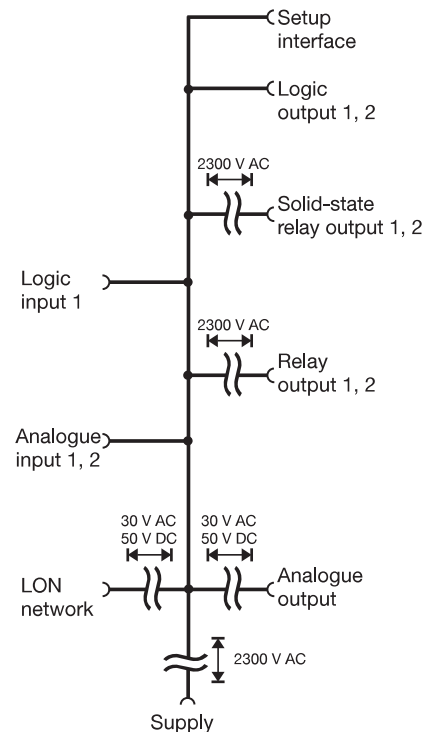 Setup
interface
Logic
output 1, 2
2300 V AC
Solid-state
relay output 1, 2
Logic
input 1
2300 V AC
Relay
output 1, 2
Analogue
input 1, 2
30 V AC
50 V DC
30 V AC
50 V DC
LON
network
Analogue
output
2300 V AC
Supply